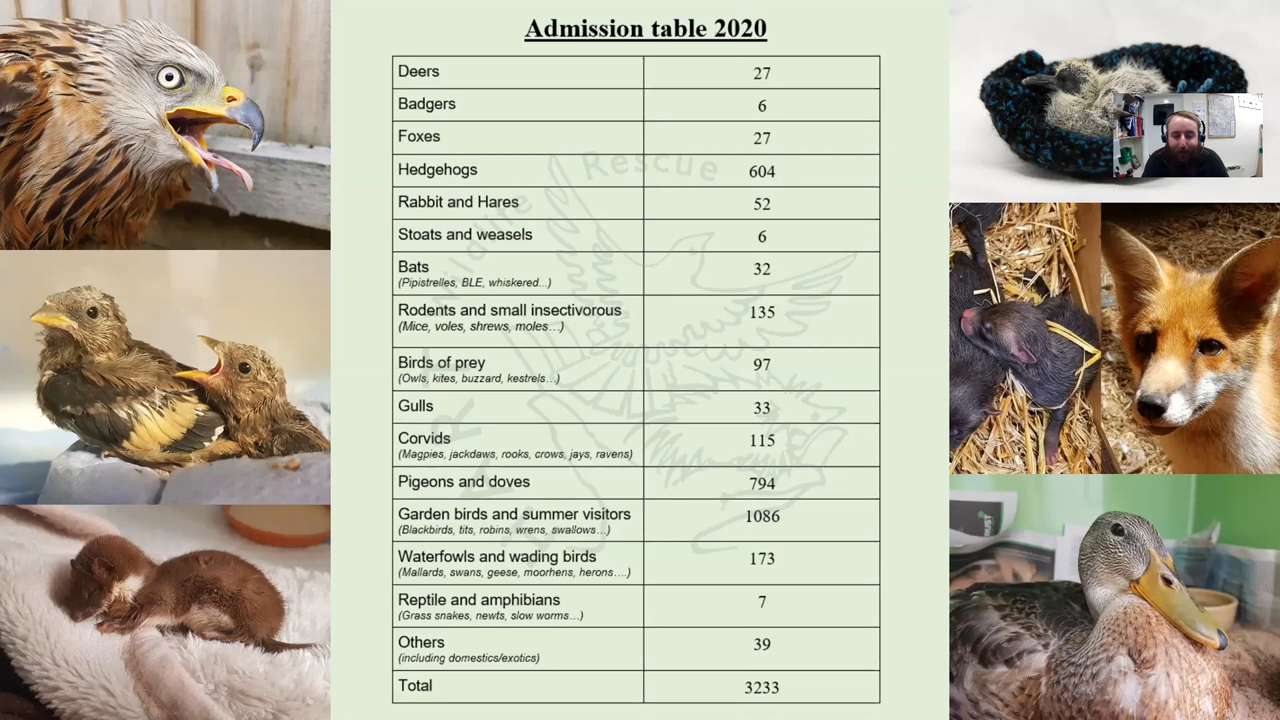 Admission table 2020
Deers 27
Badgers 6
Foxes 27
Hedgehogs 604
Rabbit and Hares 52
Stoats and weasels 6
Bats 32
(Pipistrelles, BLE, whiskered...)
Rodents and small insectivorous 135
(Mice, voles, shrews, moles…)
Birds of prey 97
(Owls, kites, buzzard, kestrels…)
Gulls 33
Corvids 115
(Magpies, jackdaws, rooks, crows, jays, ravens)
Pigeons and doves 794
Garden birds and summer visitors 1086
(Blackbirds, tits, robins, wrens, swallows…)
Waterfowls and wading birds 173
(Mallards, swans, geese, moorhens, herons….)
Reptile and amphibians 7
(Grass snakes, newts, slow worms…)
Others 39
(including domestics/exotics)
Total 3233
Wildlife Rescue